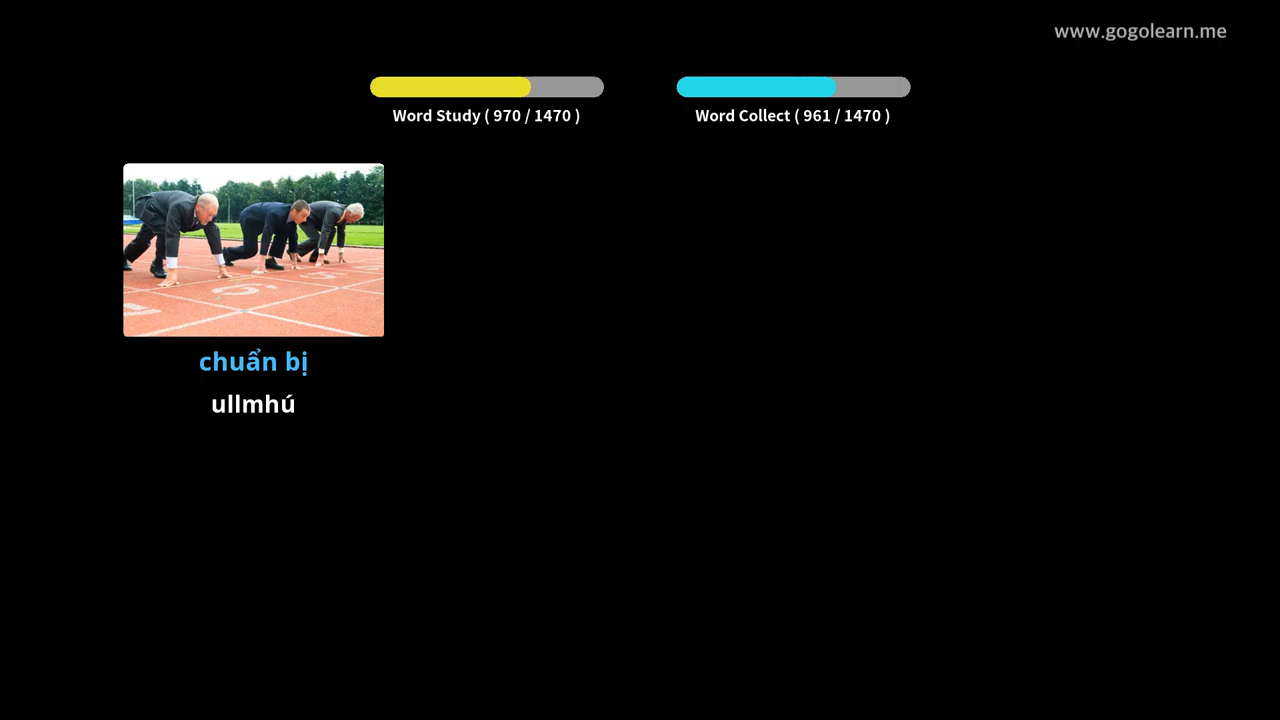 www.gogolearn.me
Word Study ( 970 / 1470 )
Word Collect ( 961 / 1470 )
chuẩn bị
ullmhú